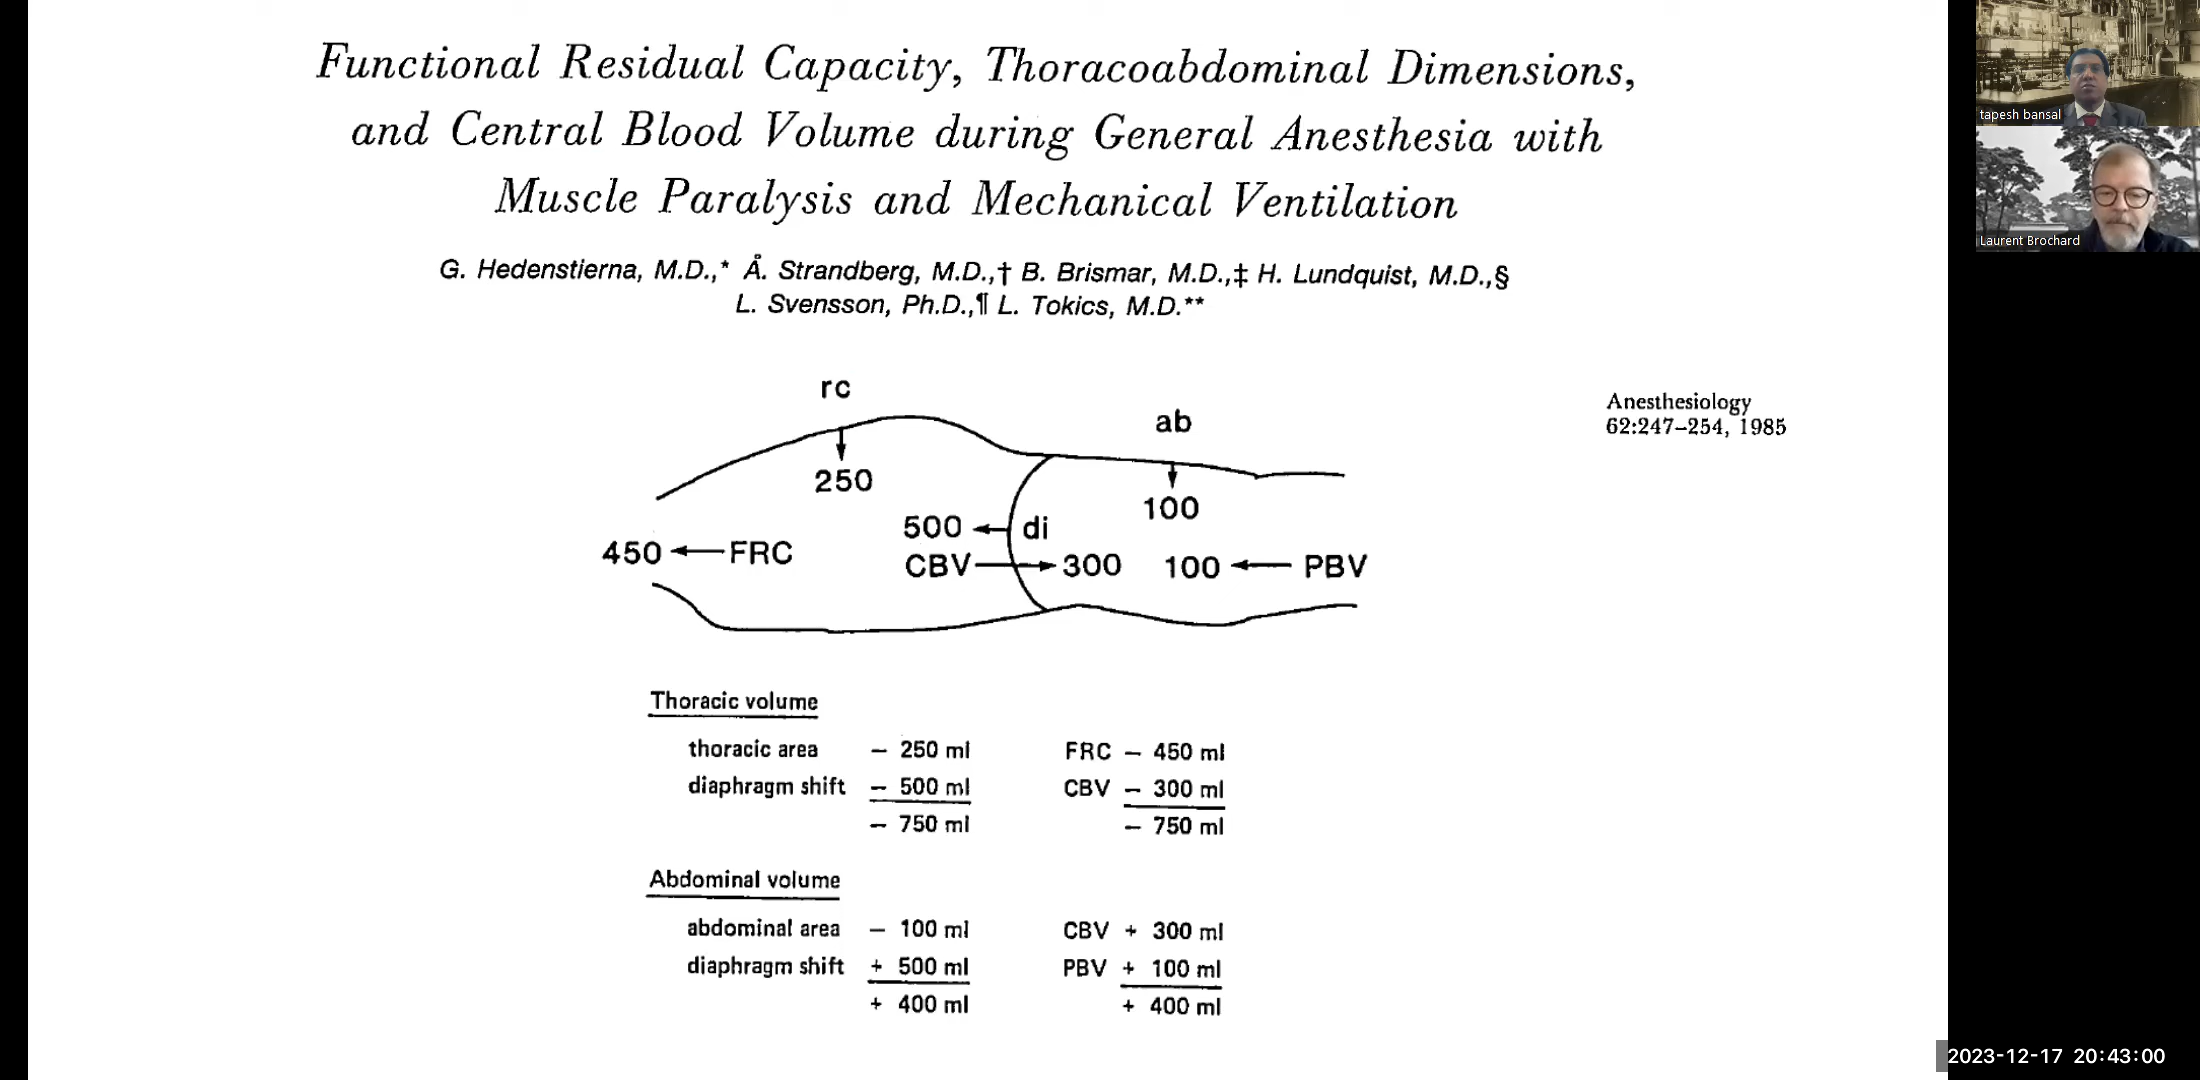 Functional Residual Capacity, Thoracoabdominal Dimensions,
and Central Blood Volume during General Anesthesia with
Muscle Paralysis and Mechanical Ventilation
G. Hedenstierna, M.D.,* Å. Strandberg, M.D.,† B. Brismar, M.D.,‡ H. Lundquist, M.D.,§
L. Svensson, Ph.D.,¶ L. Tokics, M.D.**
rc
ab
Anesthesiology
62:247–254, 1985
250
100
500 di
450 FRC
CBV 300 100 PBV
Thoracic volume
thoracic area − 250 ml FRC − 450 ml
diaphragm shift − 500 ml CBV − 300 ml
− 750 ml − 750 ml
Abdominal volume
abdominal area − 100 ml CBV + 300 ml
diaphragm shift + 500 ml PBV + 100 ml
+ 400 ml + 400 ml
tapesh bansal
Laurent Brochard
2023-12-17 20:43:00